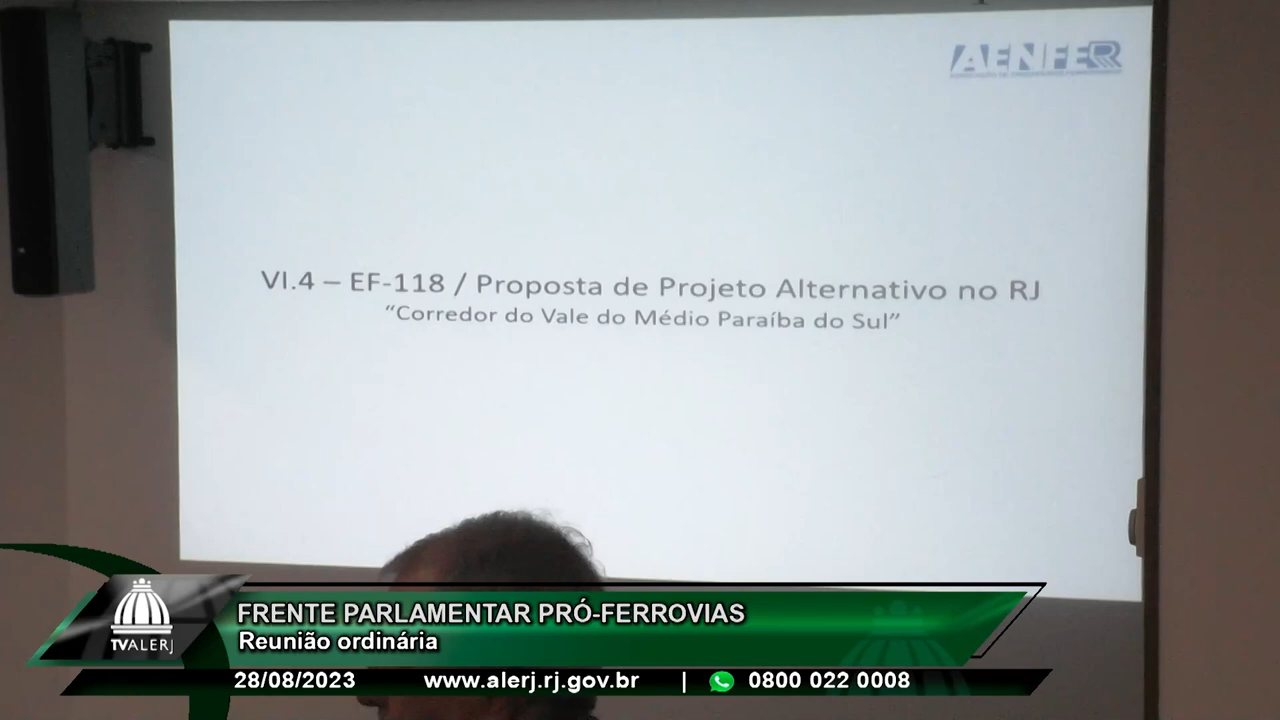 AENFER
VI.4 – EF-118 / Proposta de Projeto Alternativo no RJ
“Corredor do Vale do Médio Paraíba do Sul”
FRENTE PARLAMENTAR PRÓ-FERROVIAS
Reunião ordinária
TVALERJ
28/08/2023 www.alerj.rj.gov.br | 0800 022 0008